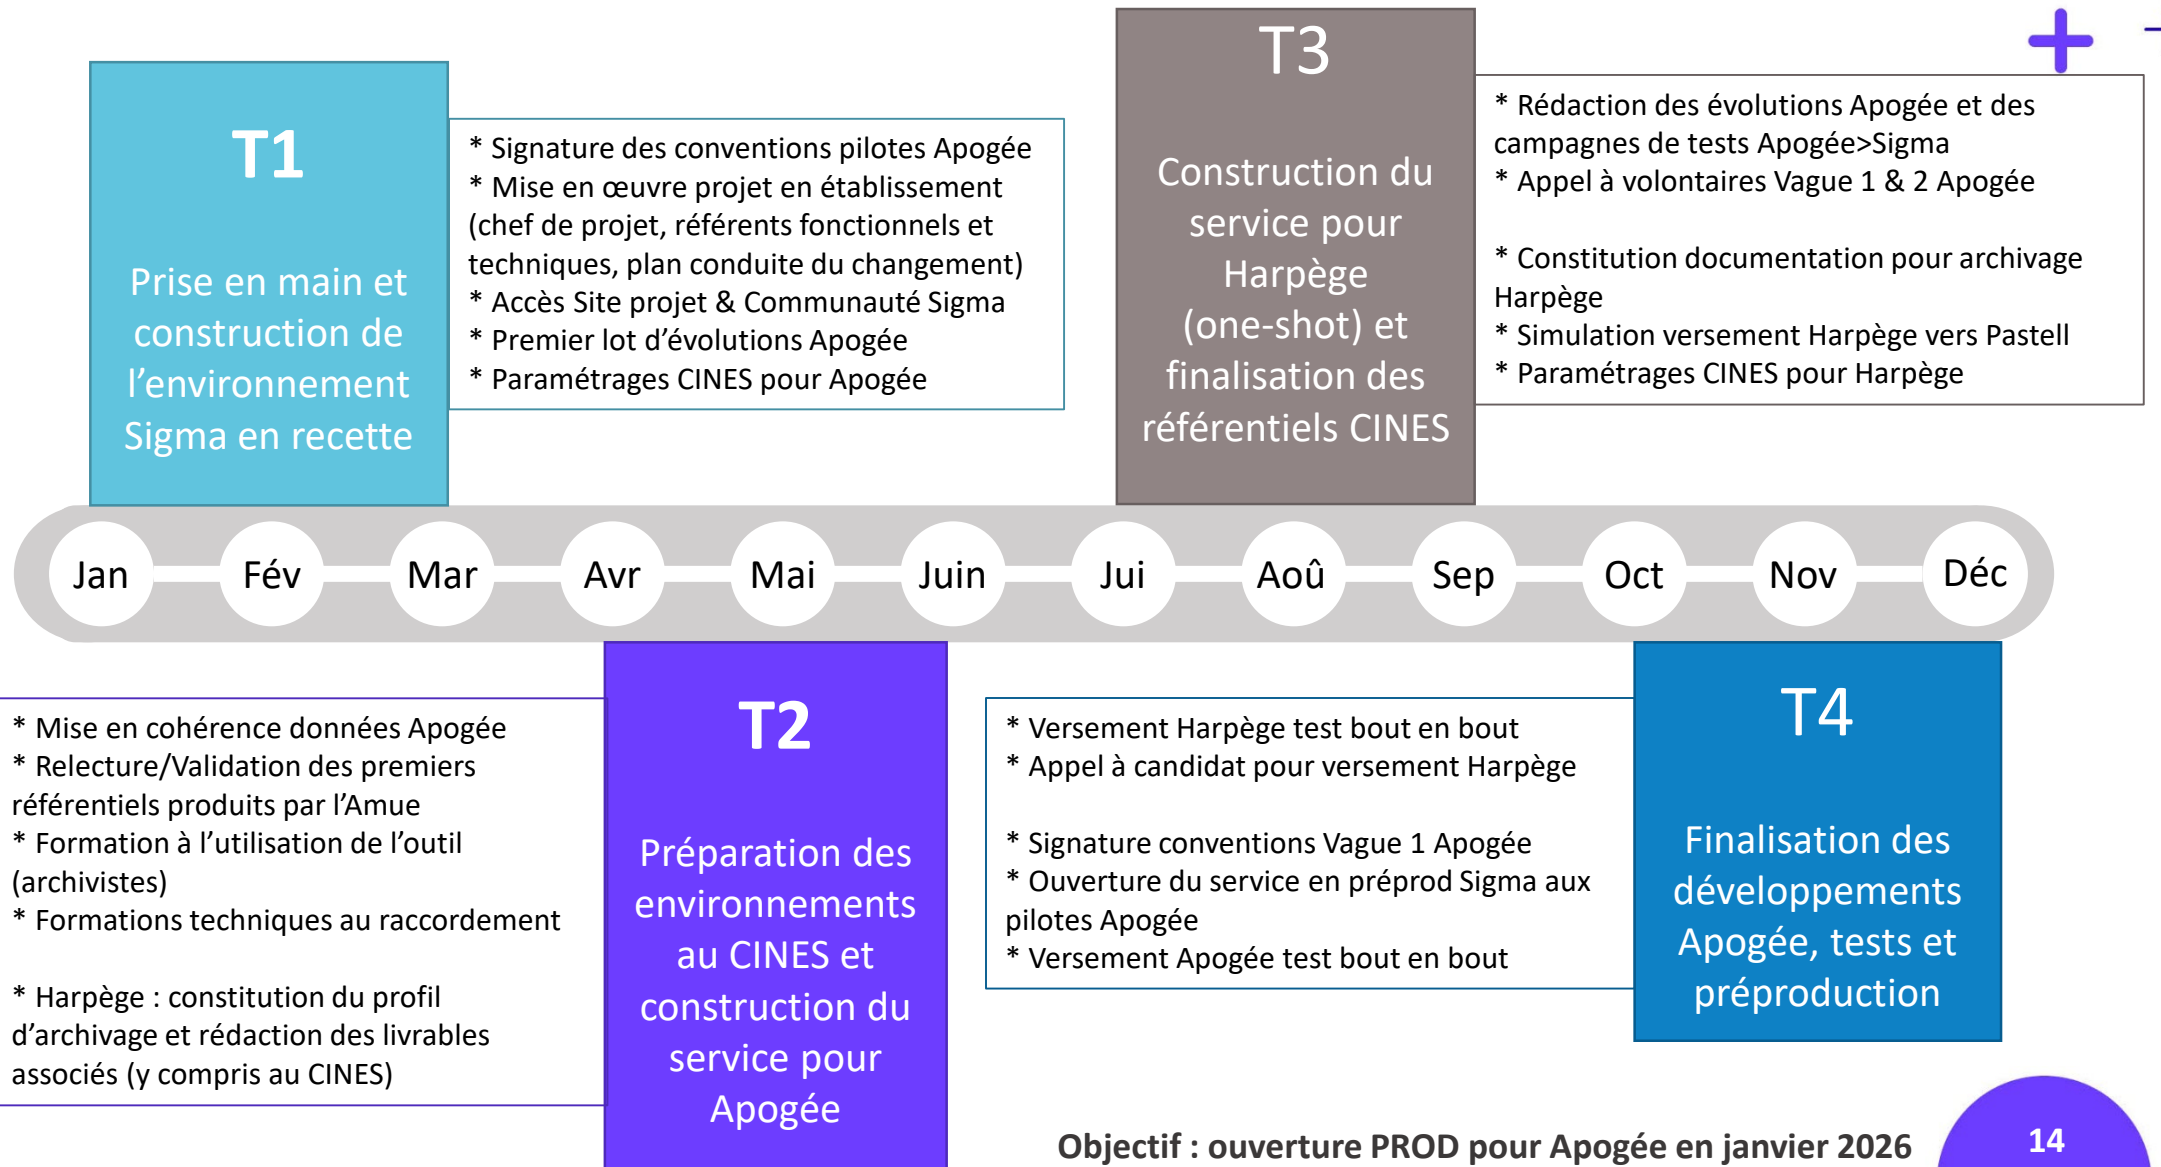 T1
Prise en main et
construction de
l’environnement
Sigma en recette
* Signature des conventions pilotes Apogée
* Mise en œuvre projet en établissement
(chef de projet, référents fonctionnels et
techniques, plan conduite du changement)
* Accès Site projet & Communauté Sigma
* Premier lot d’évolutions Apogée
* Paramétrages CINES pour Apogée
T3
Construction du
service pour
Harpège
(one-shot) et
finalisation des
référentiels CINES
* Rédaction des évolutions Apogée et des
campagnes de tests Apogée>Sigma
* Appel à volontaires Vague 1 & 2 Apogée
* Constitution documentation pour archivage
Harpège
* Simulation versement Harpège vers Pastell
* Paramétrages CINES pour Harpège
Jan Fév Mar Avr Mai Juin Jui Aoû Sep Oct Nov Déc
* Mise en cohérence données Apogée
* Relecture/Validation des premiers
référentiels produits par l’Amue
* Formation à l’utilisation de l’outil
(archivistes)
* Formations techniques au raccordement
* Harpège : constitution du profil
d’archivage et rédaction des livrables
associés (y compris au CINES)
T2
Préparation des
environnements
au CINES et
construction du
service pour
Apogée
* Versement Harpège test bout en bout
* Appel à candidat pour versement Harpège
* Signature conventions Vague 1 Apogée
* Ouverture du service en préprod Sigma aux
pilotes Apogée
* Versement Apogée test bout en bout
T4
Finalisation des
développements
Apogée, tests et
préproduction
Objectif : ouverture PROD pour Apogée en janvier 2026
14